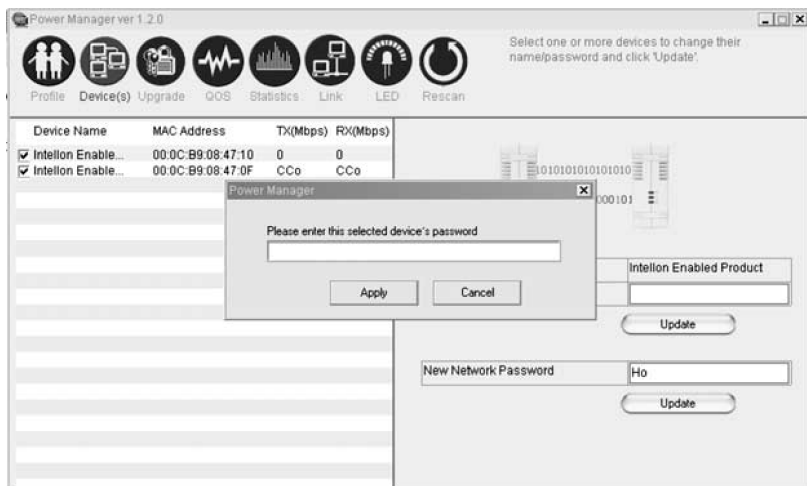 Power Manager ver 1.2.0
Select one or more devices to change their
name/password and click 'Update'.
Profile Device(s) Upgrade QOS Statistics Link LED Rescan
Device Name MAC Address TX(Mbps) RX(Mbps)
Intellon Enable... 00:0C:B9:08:47:10 0 0
Intellon Enable... 00:0C:B9:08:47:0F CCo CCo
1010101010101010
000101
Power Manager
Please enter this selected device's password
Apply Cancel
Intellon Enabled Product
Update
New Network Password Ho
Update